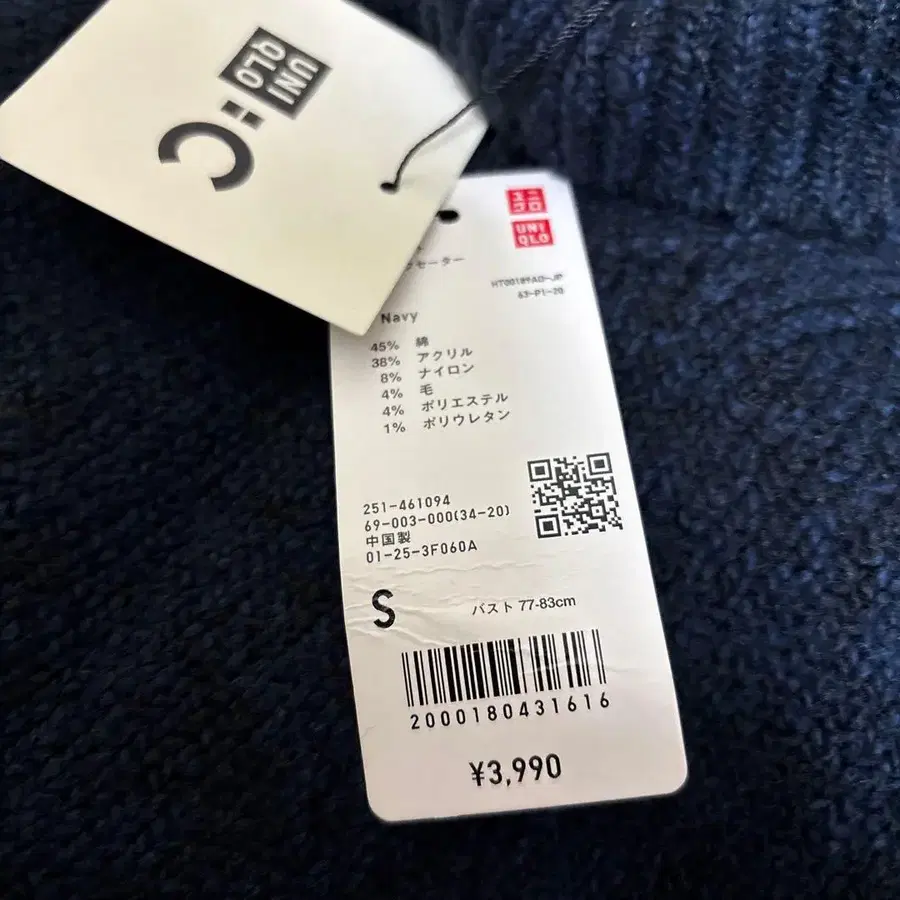 UNI
QLO
: C
ユニ
クロ
UNI
QLO
セーター
HT00189AD-JP
63-P1-20
Navy
45% 綿
38% アクリル
8% ナイロン
4% 毛
4% ポリエステル
1% ポリウレタン
251-461094
69-003-000(34-20)
中国製
01-25-3F060A
S
バスト 77-83cm
2000180431616
¥3,990